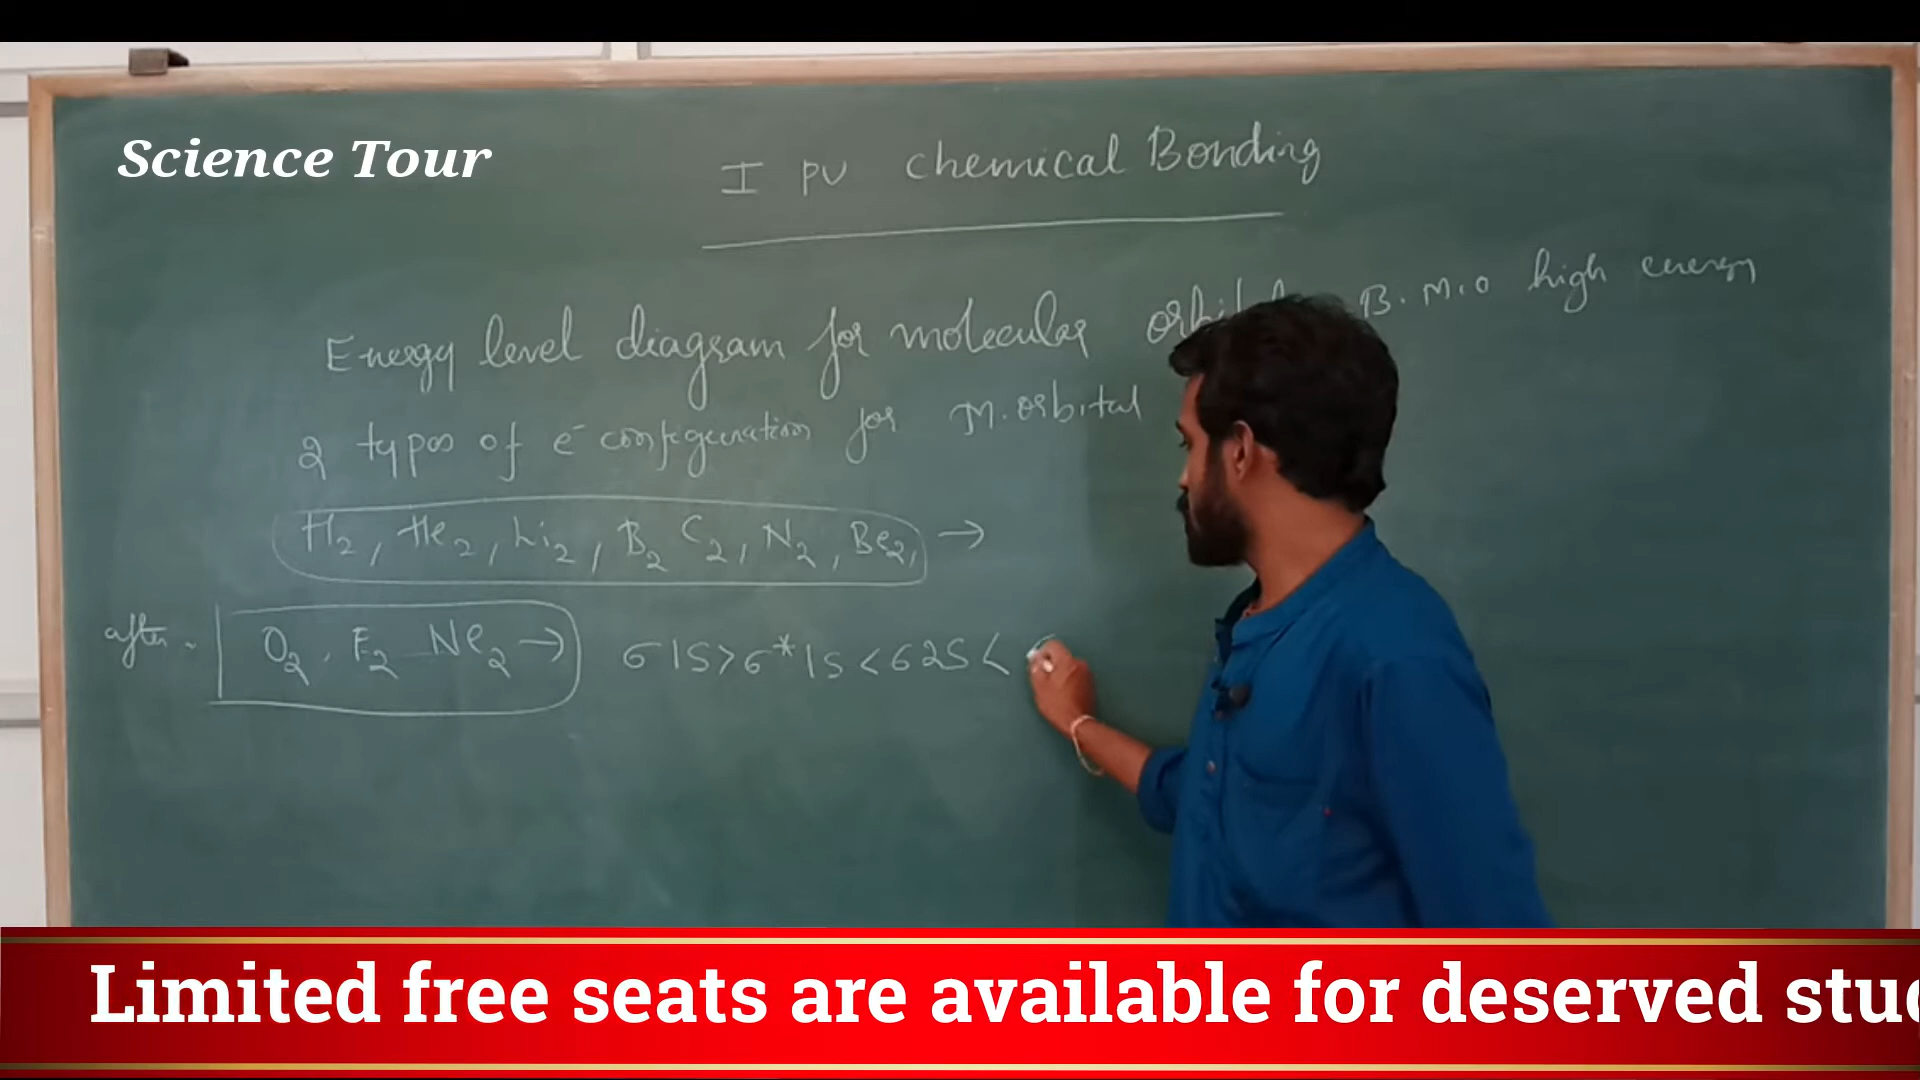 Science Tour
I PU Chemical Bonding
Energy level diagram for molecular B.M.O high energy
2 types of e⁻ configuration for M. orbital
H₂, He₂, Li₂, B₂ C₂, N₂, Be₂, →
after O₂, F₂ Ne₂ → σ1S>σ*1S<σ2S<
Limited free seats are available for deserved